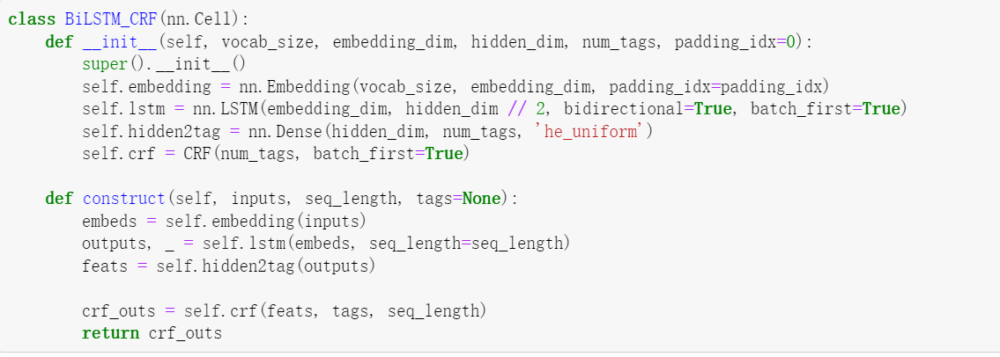 class BiLSTM_CRF(nn.Cell):
    def __init__(self, vocab_size, embedding_dim, hidden_dim, num_tags, padding_idx=0):
        super().__init__()
        self.embedding = nn.Embedding(vocab_size, embedding_dim, padding_idx=padding_idx)
        self.lstm = nn.LSTM(embedding_dim, hidden_dim // 2, bidirectional=True, batch_first=True)
        self.hidden2tag = nn.Dense(hidden_dim, num_tags, 'he_uniform')
        self.crf = CRF(num_tags, batch_first=True)

    def construct(self, inputs, seq_length, tags=None):
        embeds = self.embedding(inputs)
        outputs, _ = self.lstm(embeds, seq_length=seq_length)
        feats = self.hidden2tag(outputs)

        crf_outs = self.crf(feats, tags, seq_length)
        return crf_outs